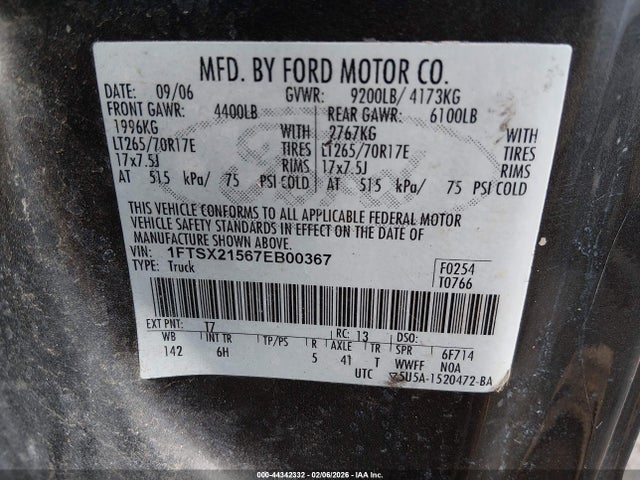 MFD. BY FORD MOTOR CO.
DATE: 09/06 GVWR: 9200LB/ 4173KG
FRONT GAWR: 4400LB REAR GAWR: 6100LB
1996KG WITH 2767KG WITH
LT265/70R17E TIRES LT265/70R17E TIRES
17x7.5J RIMS 17x7.5J RIMS
AT 515 kPa/ 75 PSI COLD AT 515 kPa/ 75 PSI COLD
THIS VEHICLE CONFORMS TO ALL APPLICABLE FEDERAL MOTOR
VEHICLE SAFETY STANDARDS IN EFFECT ON THE DATE OF
MANUFACTURE SHOWN ABOVE.
VIN: 1FTSX21567EB00367
TYPE: Truck
F0254
T0766
EXT PNT: T7 RC: 13 DSO:
WB INT TR TP/PS R AXLE TR SPR 6F714
142 6H 5 41 T WWFF NOA
UTC 5U5A-1520472-BA
000-44342332 - 02/06/2026 - IAA Inc.